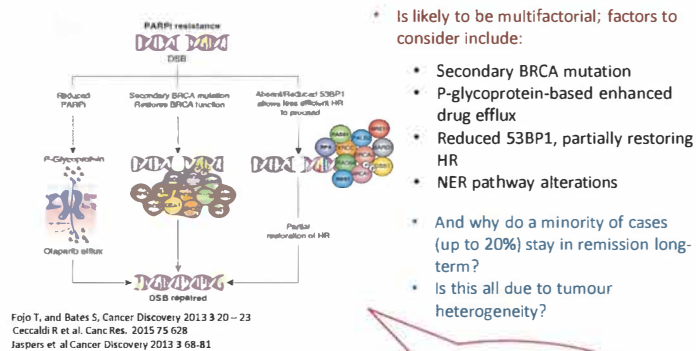 PARPi resistance
DSB
Reduced
PARPi
Secondary BRCA mutation
Restores BRCA function
Absent/Reduced 53BP1
allows less efficient HR
to proceed
P-Glycoprotein
Olaparib efflux
Partial
restoration of HR
DSB repaired
Fojo T, and Bates S, Cancer Discovery 2013 3 20 – 23
Ceccaldi R et al. Canc Res. 2015 75 628
Jaspers et al Cancer Discovery 2013 3 68-81
• Is likely to be multifactorial; factors to
consider include:
• Secondary BRCA mutation
• P-glycoprotein-based enhanced
drug efflux
• Reduced 53BP1, partially restoring
HR
• NER pathway alterations
• And why do a minority of cases
(up to 20%) stay in remission long-
term?
• Is this all due to tumour
heterogeneity?